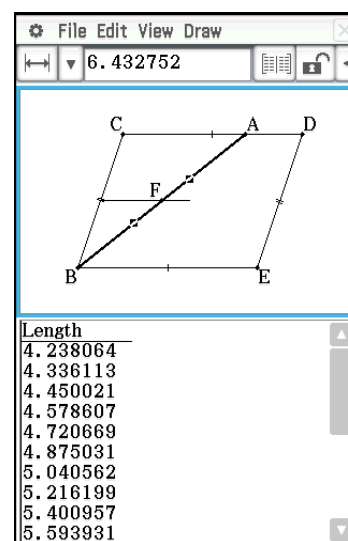 File Edit View Draw
6.432752
C A D
F
B E
Length
4.238064
4.336113
4.450021
4.578607
4.720669
4.875031
5.040562
5.216199
5.400957
5.593931